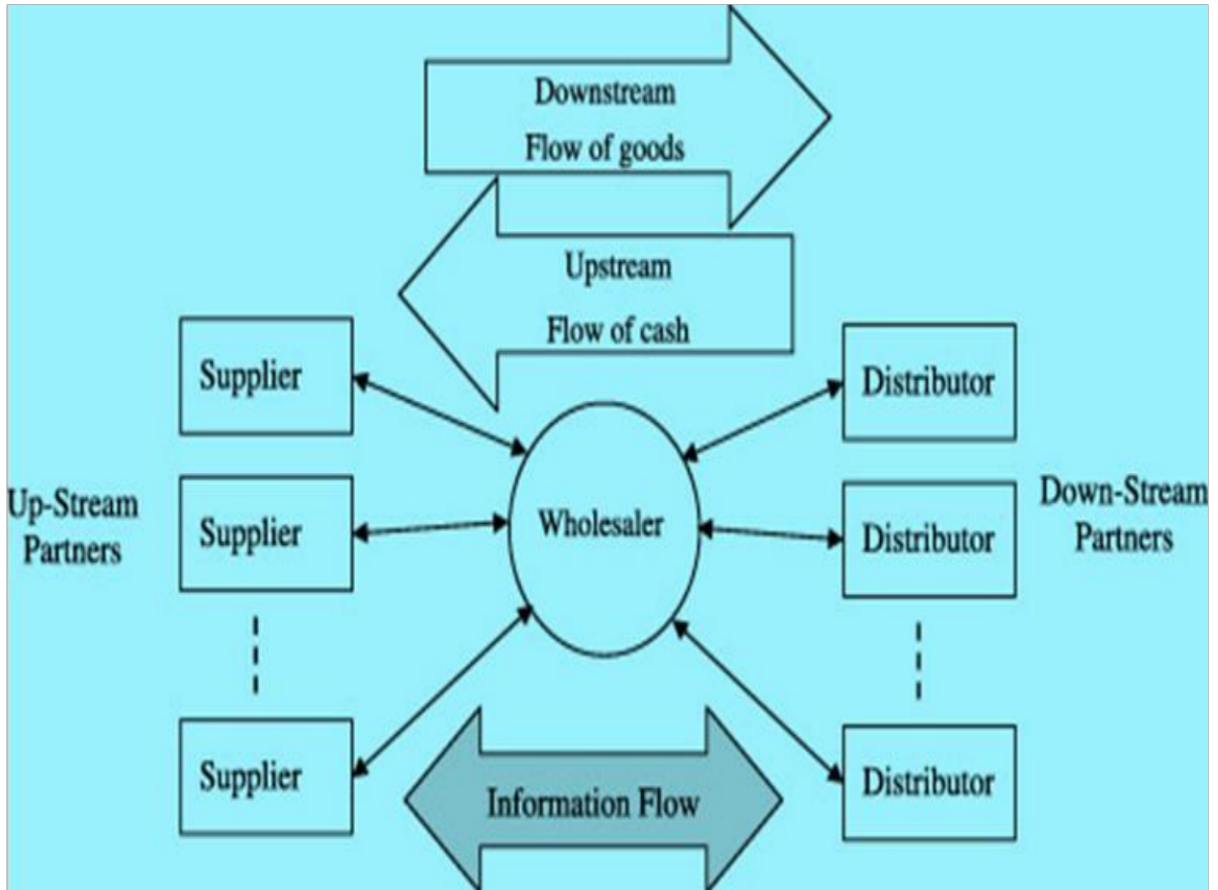 Downstream
Flow of goods
Upstream
Flow of cash
Supplier
Distributor
Up-Stream
Partners
Supplier
Wholesaler
Distributor
Down-Stream
Partners
Supplier
Information Flow
Distributor